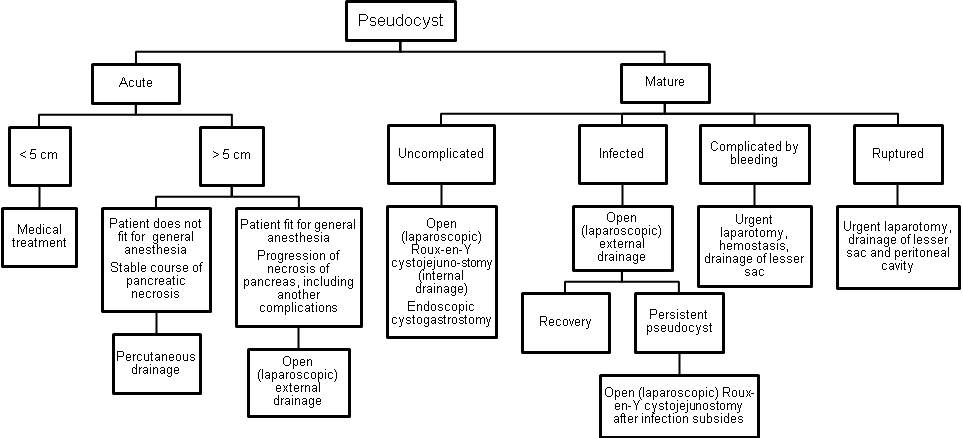 Pseudocyst
Acute
Mature
< 5 cm
> 5 cm
Uncomplicated
Infected
Complicated by
bleeding
Ruptured
Medical
treatment
Patient does not
fit for  general
anesthesia
Stable course of
pancreatic
necrosis
Patient fit for general
anesthesia
Progression of
necrosis of
pancreas, including
another
complications
Open
(laparoscopic)
Roux-en-Y
cystojejuno-stomy
(internal
drainage)
Endoscopic
cystogastrostomy
Open
(laparoscopic)
external
drainage
Urgent
laparotomy,
hemostasis,
drainage of lesser
sac
Urgent laparotomy,
drainage of lesser
sac and peritoneal
cavity
Recovery
Persistent
pseudocyst
Percutaneous
drainage
Open
(laparoscopic)
external
drainage
Open (laparoscopic) Roux-
en-Y cystojejunostomy
after infection subsides